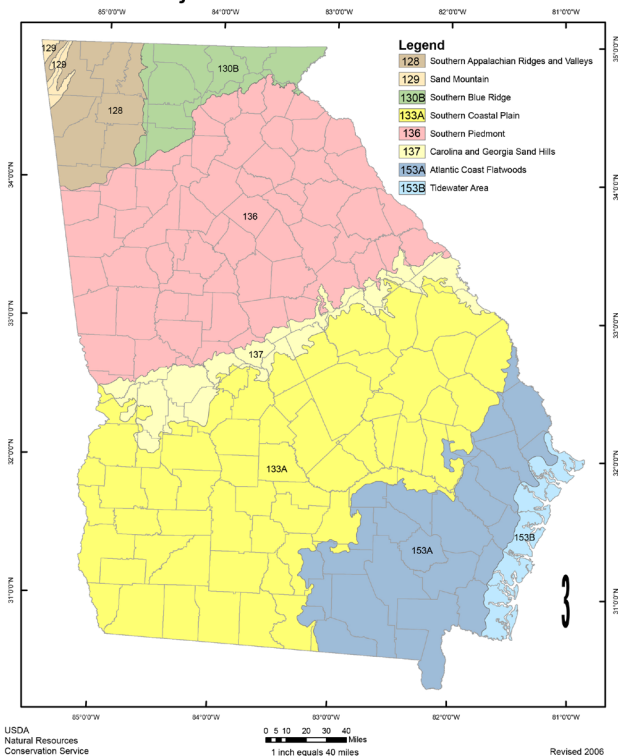 85°0'0"W 84°0'0"W 83°0'0"W 82°0'0"W 81°0'0"W
35°0'0"N
34°0'0"N
33°0'0"N
32°0'0"N
31°0'0"N
Legend
128 Southern Appalachian Ridges and Valleys
129 Sand Mountain
130B Southern Blue Ridge
133A Southern Coastal Plain
136 Southern Piedmont
137 Carolina and Georgia Sand Hills
153A Atlantic Coast Flatwoods
153B Tidewater Area
129
129
130B
128
136
137
133A
153A
153B
3
34°0'0"N
33°0'0"N
32°0'0"N
31°0'0"N
85°0'0"W 84°0'0"W 83°0'0"W 82°0'0"W 81°0'0"W
USDA
Natural Resources
Conservation Service
0 5 10 20 30 40
Miles
1 inch equals 40 miles
Revised 2006